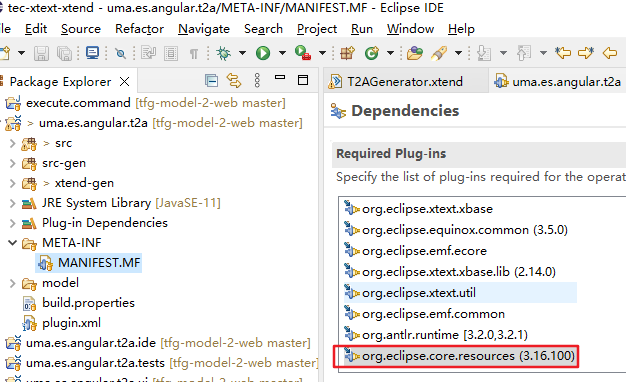 tec-xtext-xtend - uma.es.angular.t2a/META-INF/MANIFEST.MF - Eclipse IDE
File Edit Source Refactor Navigate Search Project Run Window Help
Package Explorer
execute.command [tfg-model-2-web master]
> uma.es.angular.t2a [tfg-model-2-web master]
> src
src-gen
> xtend-gen
JRE System Library [JavaSE-11]
Plug-in Dependencies
META-INF
MANIFEST.MF
model
build.properties
plugin.xml
uma.es.angular.t2a.ide [tfg-model-2-web
uma.es.angular.t2a.tests [tfg-model-2-we
T2AGenerator.xtend
uma.es.angular.t2a
Dependencies
Required Plug-ins
Specify the list of plug-ins required for the operat
org.eclipse.xtext.xbase
org.eclipse.equinox.common (3.5.0)
org.eclipse.emf.ecore
org.eclipse.xtext.xbase.lib (2.14.0)
org.eclipse.xtext.util
org.eclipse.emf.common
org.antlr.runtime [3.2.0,3.2.1)
org.eclipse.core.resources (3.16.100)